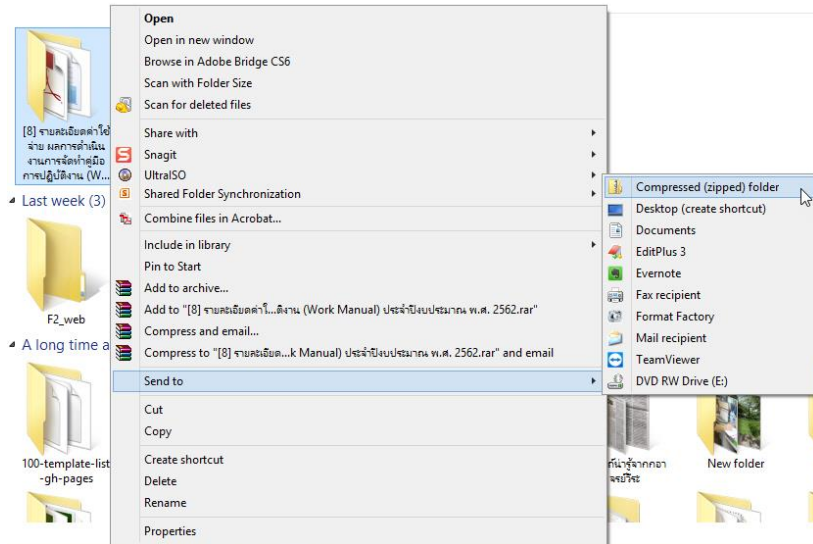 [8] รายละเอียดค่าใช้
จ่าย ผลการดำเนิน
งานการจัดทำคู่มือ
การปฏิบัติงาน (W...
Last week (3)
F2_web
A long time a
100-template-list
-gh-pages
Open
Open in new window
Browse in Adobe Bridge CS6
Scan with Folder Size
Scan for deleted files
Share with
Snagit
UltraISO
Shared Folder Synchronization
Combine files in Acrobat...
Include in library
Pin to Start
Add to archive...
Add to "[8] รายละเอียดค่าใ...ติงาน (Work Manual) ประจำปีงบประมาณ พ.ศ. 2562.rar"
Compress and email...
Compress to "[8] รายละเอียด...k Manual) ประจำปีงบประมาณ พ.ศ. 2562.rar" and email
Send to
Cut
Copy
Create shortcut
Delete
Rename
Properties
Compressed (zipped) folder
Desktop (create shortcut)
Documents
EditPlus 3
Evernote
Fax recipient
Format Factory
Mail recipient
TeamViewer
DVD RW Drive (E:)
New folder